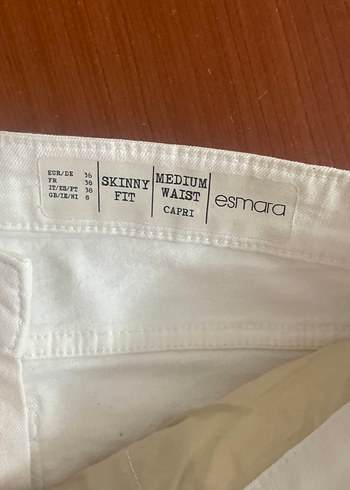 EUR/DE 36
FR 38
IT/ES/PT 38
GB/IE/NI 8
SKINNY
FIT
MEDIUM
WAIST
CAPRI
esmara